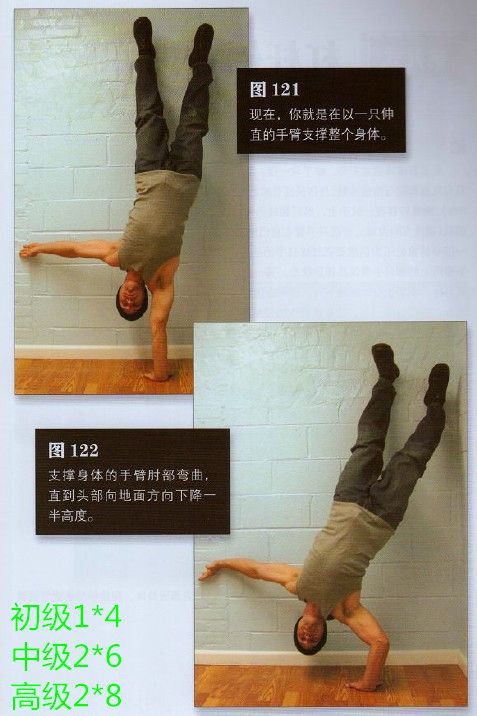 图 121
现在，你就是在以一只伸
直的手臂支撑整个身体。
图 122
支撑身体的手臂肘部弯曲，
直到头部向地面方向下降一
半高度。
初级1*4
中级2*6
高级2*8